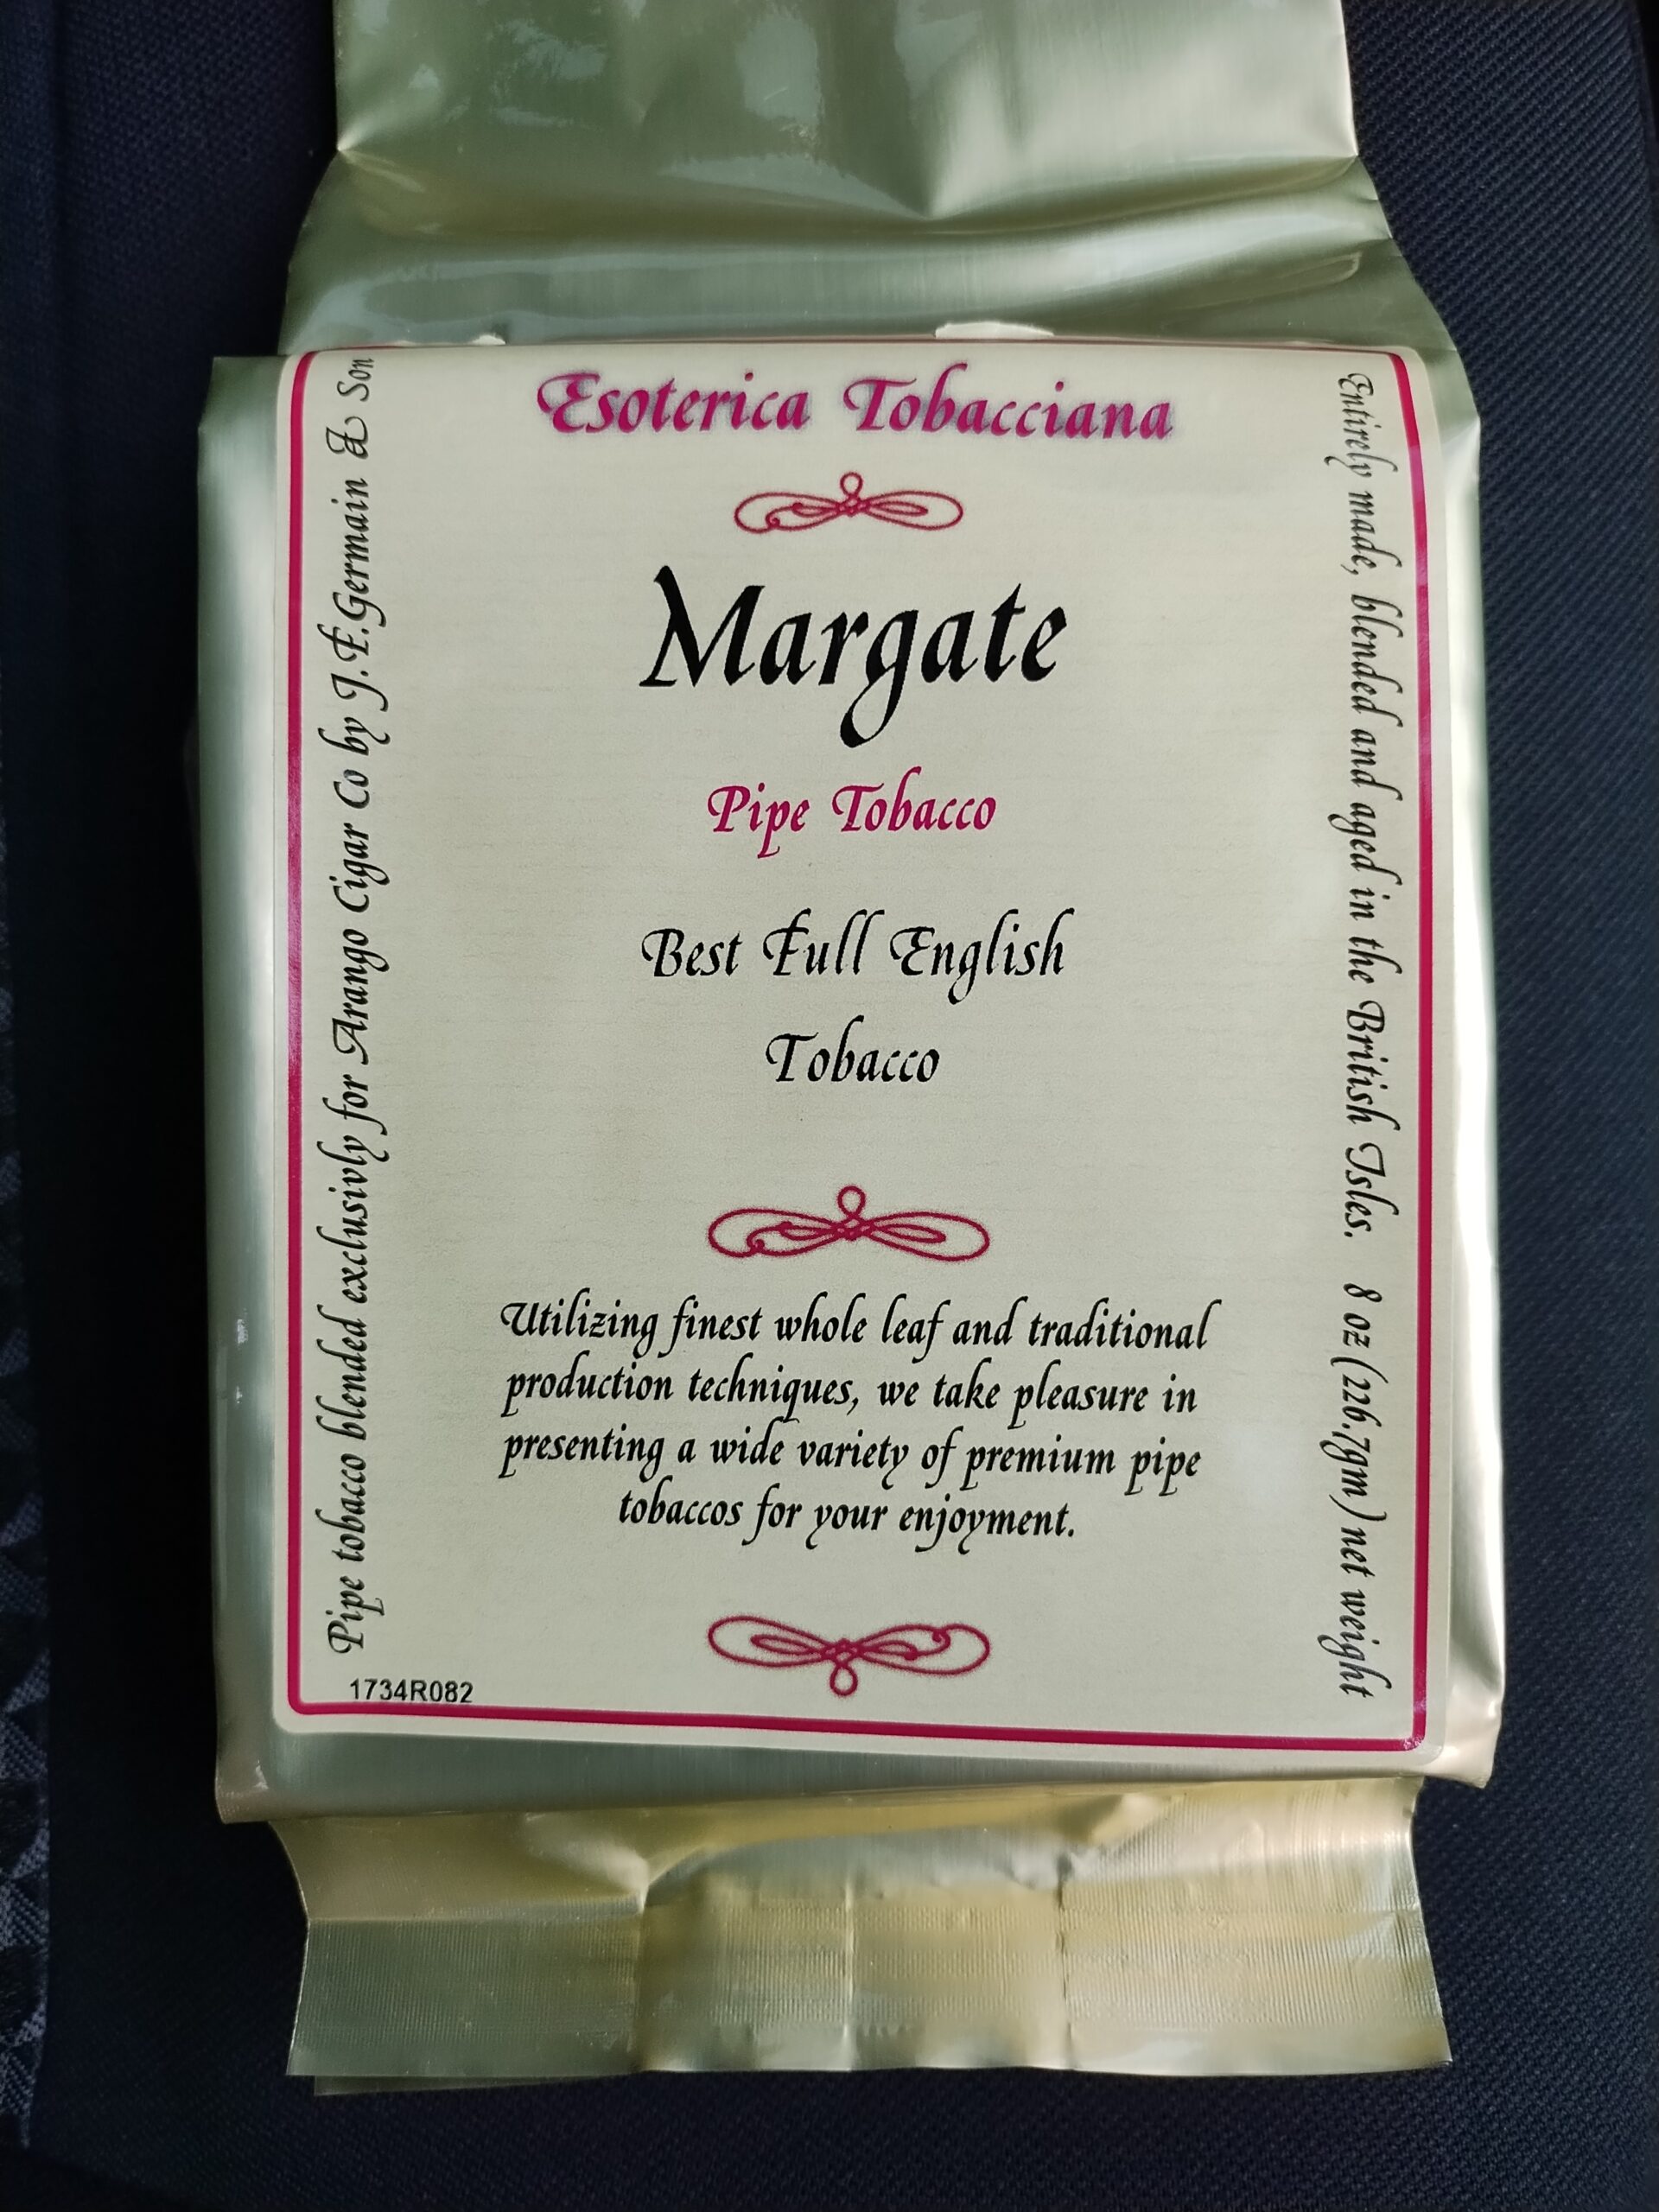 Esoterica Tobacciana
Margate
Pipe Tobacco
Best Full English
Tobacco
Utilizing finest whole leaf and traditional
production techniques, we take pleasure in
presenting a wide variety of premium pipe
tobaccos for your enjoyment.
Pipe tobacco blended exclusivly for Arango Cigar Co by J.F.Germain & Son
Entirely made, blended and aged in the British Isles. 8 oz (226.7gm) net weight
1734R082